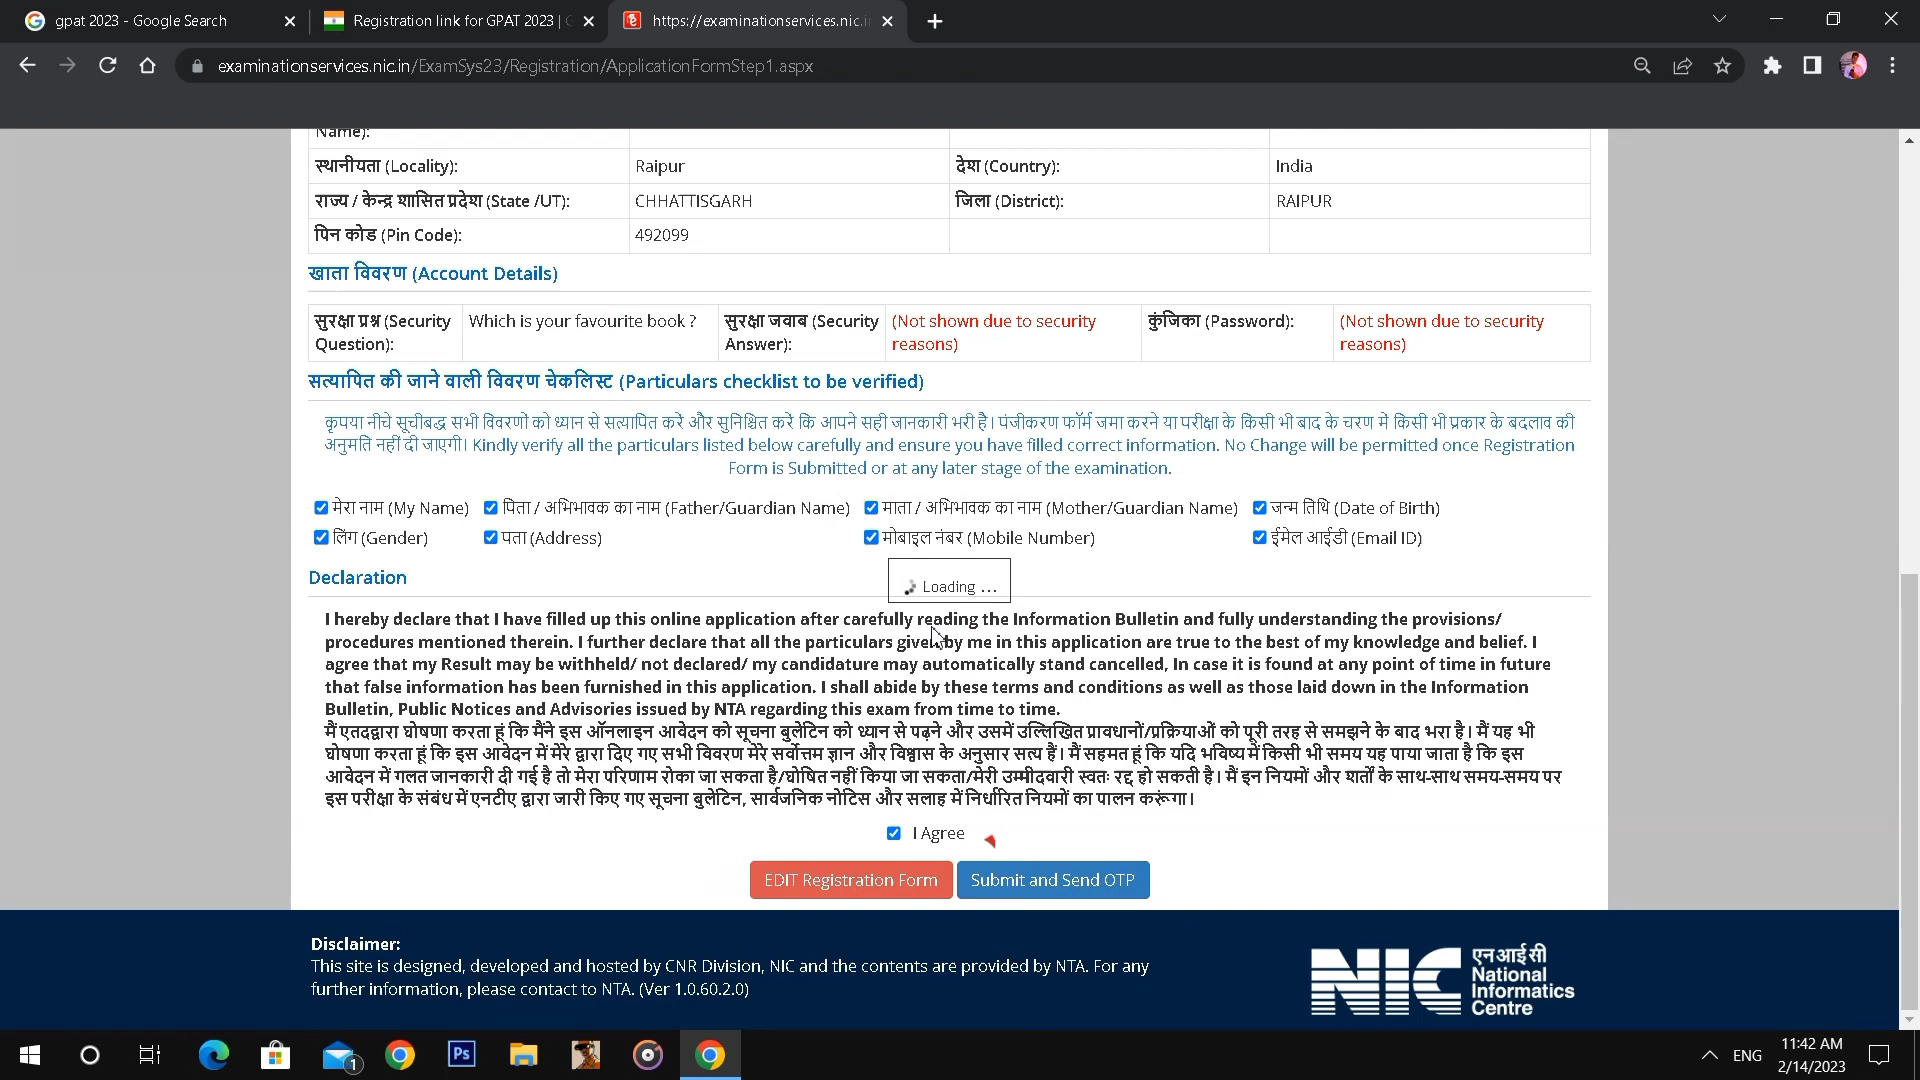 gpat 2023 - Google Search
Registration link for GPAT 2023 |
https://examinationservices.nic.i
examinationservices.nic.in/ExamSys23/Registration/ApplicationFormStep1.aspx
Name):
स्थानीयता (Locality): Raipur देश (Country): India
राज्य / केन्द्र शासित प्रदेश (State /UT): CHHATTISGARH जिला (District): RAIPUR
पिन कोड (Pin Code): 492099
खाता विवरण (Account Details)
सुरक्षा प्रश्न (Security Which is your favourite book ? सुरक्षा जवाब (Security (Not shown due to security कुंजिका (Password): (Not shown due to security
Question): Answer): reasons) reasons)
सत्यापित की जाने वाली विवरण चेकलिस्ट (Particulars checklist to be verified)
कृपया नीचे सूचीबद्ध सभी विवरणों को ध्यान से सत्यापित करें और सुनिश्चित करें कि आपने सही जानकारी भरी है। पंजीकरण फॉर्म जमा करने या परीक्षा के किसी भी बाद के चरण में किसी भी प्रकार के बदलाव की
अनुमति नहीं दी जाएगी। Kindly verify all the particulars listed below carefully and ensure you have filled correct information. No Change will be permitted once Registration
Form is Submitted or at any later stage of the examination.
मेरा नाम (My Name) पिता / अभिभावक का नाम (Father/Guardian Name) माता / अभिभावक का नाम (Mother/Guardian Name) जन्म तिथि (Date of Birth)
लिंग (Gender) पता (Address) मोबाइल नंबर (Mobile Number) ईमेल आईडी (Email ID)
Declaration
Loading ...
I hereby declare that I have filled up this online application after carefully reading the Information Bulletin and fully understanding the provisions/
procedures mentioned therein. I further declare that all the particulars given by me in this application are true to the best of my knowledge and belief. I
agree that my Result may be withheld/ not declared/ my candidature may automatically stand cancelled, In case it is found at any point of time in future
that false information has been furnished in this application. I shall abide by these terms and conditions as well as those laid down in the Information
Bulletin, Public Notices and Advisories issued by NTA regarding this exam from time to time.
मैं एतदद्वारा घोषणा करता हूं कि मैंने इस ऑनलाइन आवेदन को सूचना बुलेटिन को ध्यान से पढ़ने और उसमें उल्लिखित प्रावधानों/प्रक्रियाओं को पूरी तरह से समझने के बाद भरा है। मैं यह भी
घोषणा करता हूं कि इस आवेदन में मेरे द्वारा दिए गए सभी विवरण मेरे सर्वोत्तम ज्ञान और विश्वास के अनुसार सत्य हैं। मैं सहमत हूं कि यदि भविष्य में किसी भी समय यह पाया जाता है कि इस
आवेदन में गलत जानकारी दी गई है तो मेरा परिणाम रोका जा सकता है/घोषित नहीं किया जा सकता/मेरी उम्मीदवारी स्वतः रद्द हो सकती है। मैं इन नियमों और शर्तों के साथ-साथ समय-समय पर
इस परीक्षा के संबंध में एनटीए द्वारा जारी किए गए सूचना बुलेटिन, सार्वजनिक नोटिस और सलाह में निर्धारित नियमों का पालन करूंगा।
I Agree
EDIT Registration Form
Submit and Send OTP
Disclaimer:
This site is designed, developed and hosted by CNR Division, NIC and the contents are provided by NTA. For any
further information, please contact to NTA. (Ver 1.0.60.2.0)
NIC एनआईसी
National
Informatics
Centre
1
Ps
ENG
11:42 AM
2/14/2023